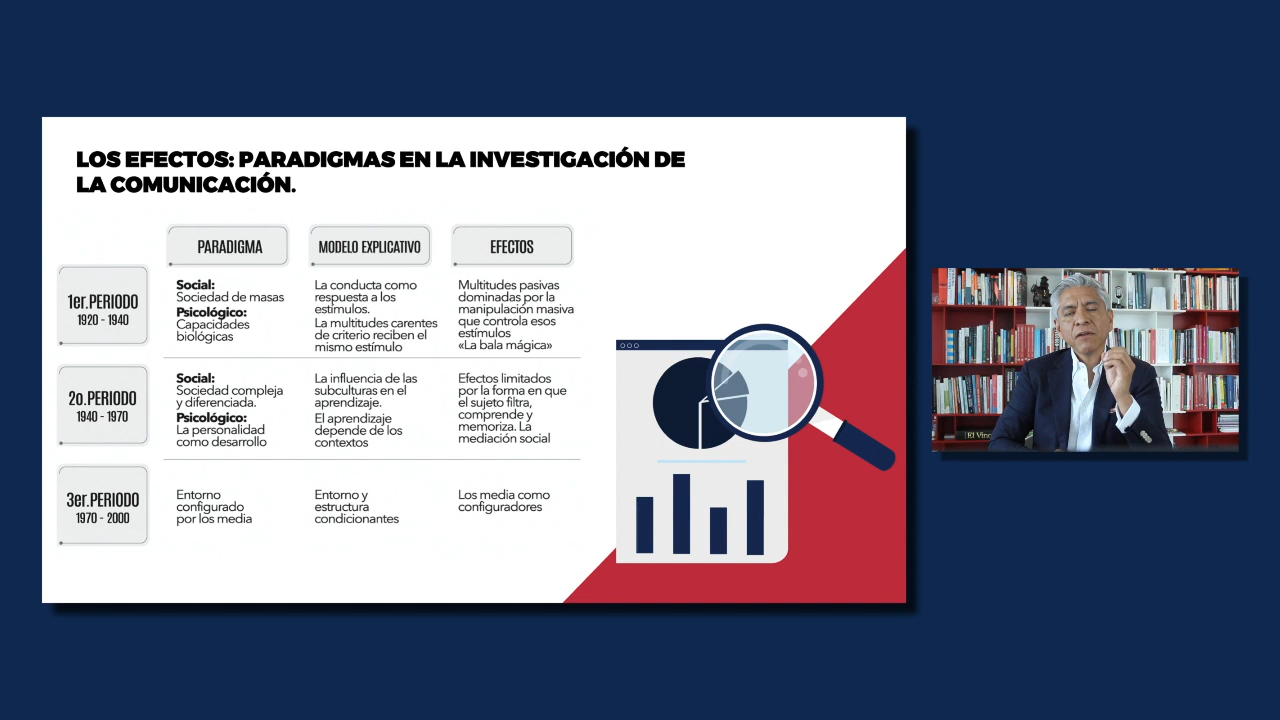 LOS EFECTOS: PARADIGMAS EN LA INVESTIGACIÓN DE
LA COMUNICACIÓN.
PARADIGMA
MODELO EXPLICATIVO
EFECTOS
1er.PERIODO
1920 - 1940
Social:
Sociedad de masas
Psicológico:
Capacidades
biológicas
La conducta como
respuesta a los
estímulos.
La multitudes carentes
de criterio reciben el
mismo estímulo
Multitudes pasivas
dominadas por la
manipulación masiva
que controla esos
estímulos
«La bala mágica»
2o.PERIODO
1940 - 1970
Social:
Sociedad compleja
y diferenciada.
Psicológico:
La personalidad
como desarrollo
La influencia de las
subculturas en el
aprendizaje.
El aprendizaje
depende de los
contextos
Efectos limitados
por la forma en que
el sujeto filtra,
comprende y
memoriza. La
mediación social
3er.PERIODO
1970 - 2000
Entorno
configurado
por los media
Entorno y
estructura
condicionantes
Los media como
configuradores
El Vino